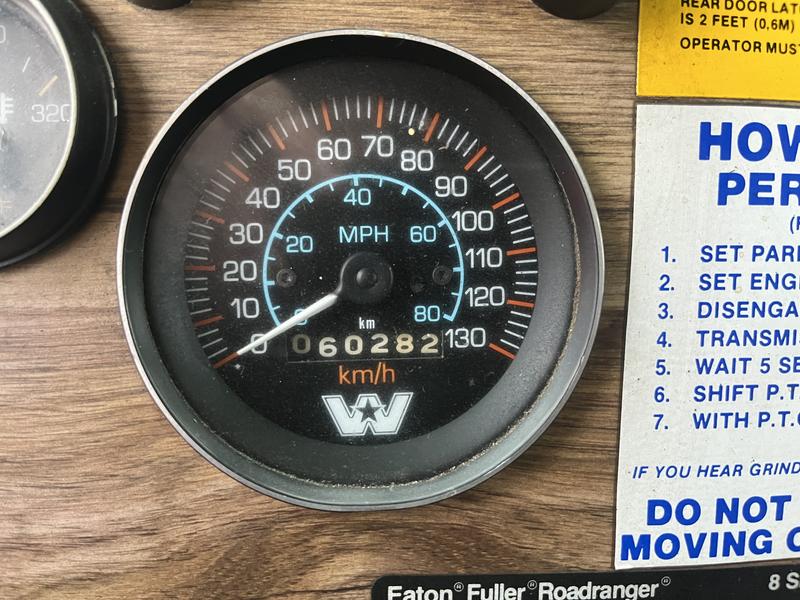 320
0
10
20
30
40
50
60
70
80
90
100
110
120
130
0
20
40
60
80
MPH
km
060282
km/h
W
REAR DOOR LAT
IS 2 FEET (0.6M)
OPERATOR MUST
HOW
PER
1. SET PAR
2. SET ENG
3. DISENGA
4. TRANSMIS
5. WAIT 5 SE
6. SHIFT P.T.
7. WITH P.T.
IF YOU HEAR GRIND
DO NOT
MOVING
Eaton® Fuller® Roadranger®
8 S